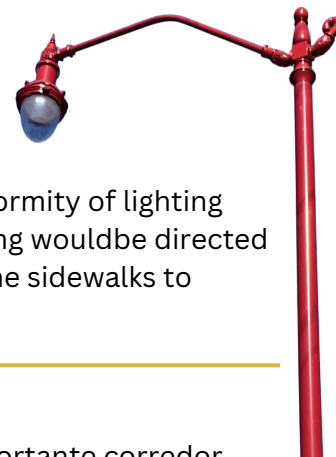 ormity of lighting
ng wouldbe directed
ne sidewalks to
ortante corredor